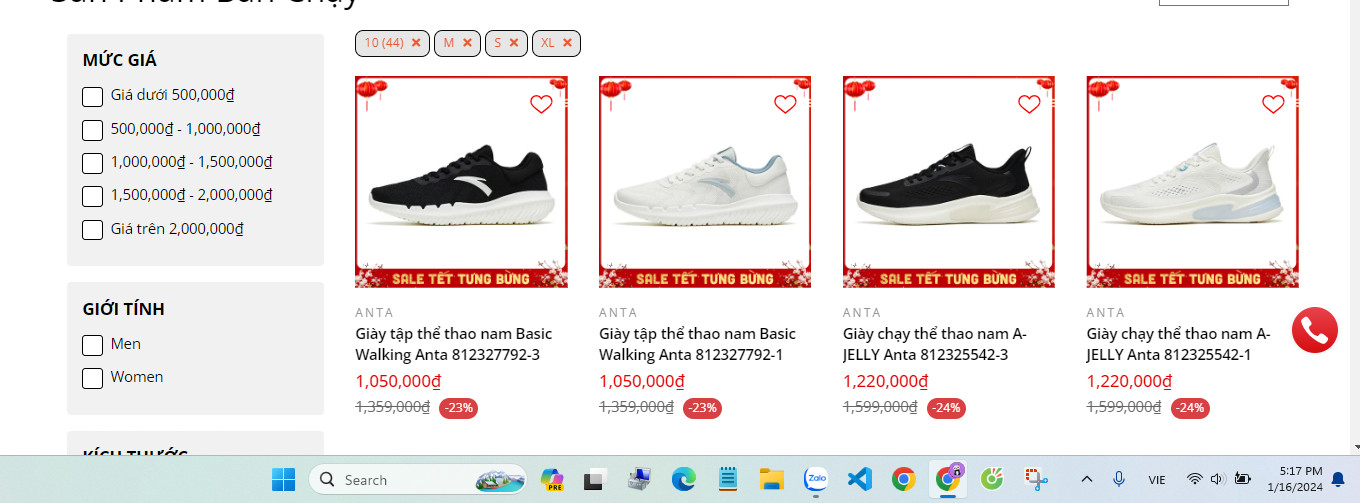 Sản Phẩm Bán Chạy
MỨC GIÁ
Giá dưới 500,000₫
500,000₫ - 1,000,000₫
1,000,000₫ - 1,500,000₫
1,500,000₫ - 2,000,000₫
Giá trên 2,000,000₫
GIỚI TÍNH
Men
Women
KÍCH THƯỚC
10 (44) ×
M ×
S ×
XL ×
SALE TẾT TƯNG BỪNG
ANTA
Giày tập thể thao nam Basic
Walking Anta 812327792-3
1,050,000₫
1,359,000₫ -23%
SALE TẾT TƯNG BỪNG
ANTA
Giày tập thể thao nam Basic
Walking Anta 812327792-1
1,050,000₫
1,359,000₫ -23%
SALE TẾT TƯNG BỪNG
ANTA
Giày chạy thể thao nam A-
JELLY Anta 812325542-3
1,220,000₫
1,599,000₫ -24%
SALE TẾT TƯNG BỪNG
ANTA
Giày chạy thể thao nam A-
JELLY Anta 812325542-1
1,220,000₫
1,599,000₫ -24%
Search
PRE
Zalo
VIE
5:17 PM
1/16/2024